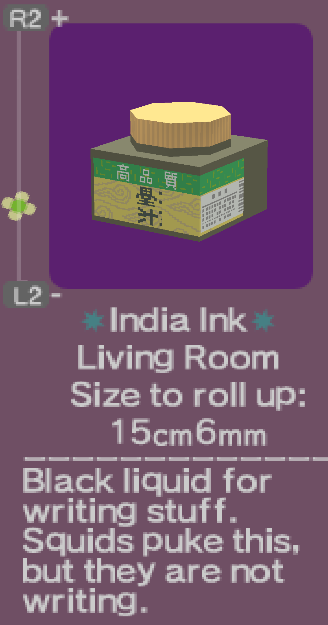 R2 +
高品質
墨汁
L2 -
India Ink
Living Room
Size to roll up:
15cm6mm
Black liquid for
writing stuff.
Squids puke this,
but they are not
writing.